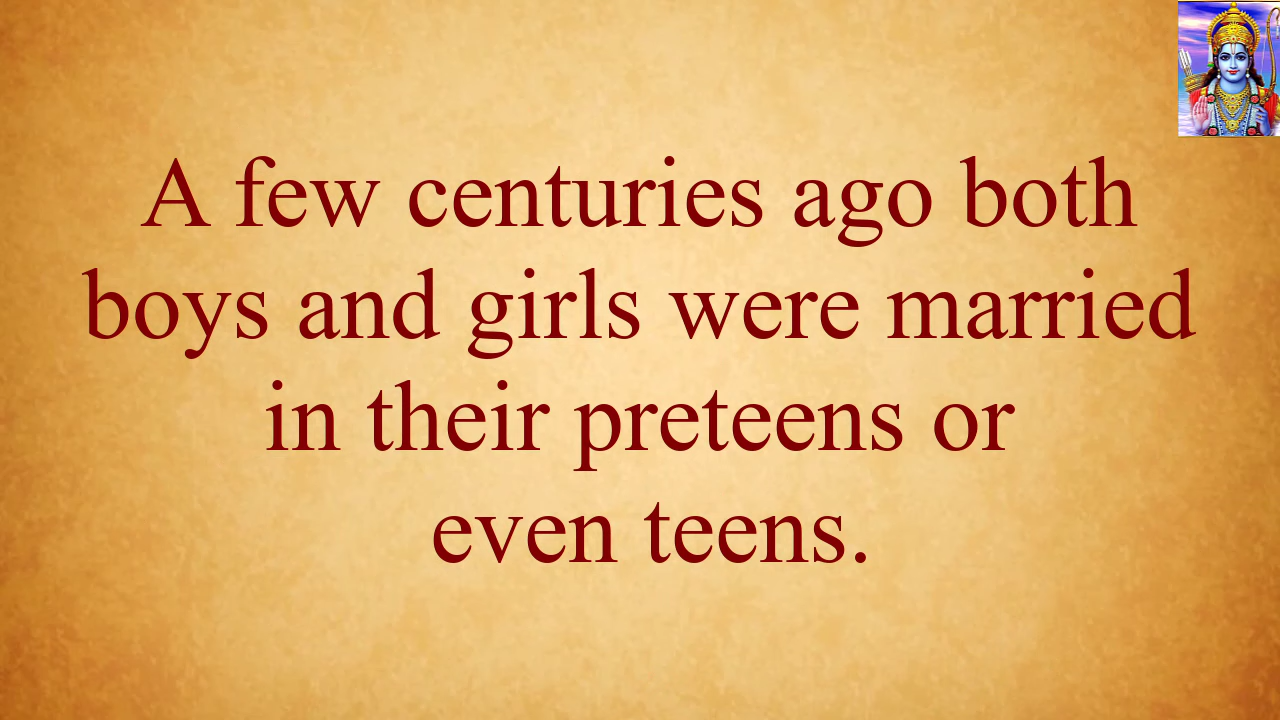 A few centuries ago both
boys and girls were married
in their preteens or
even teens.